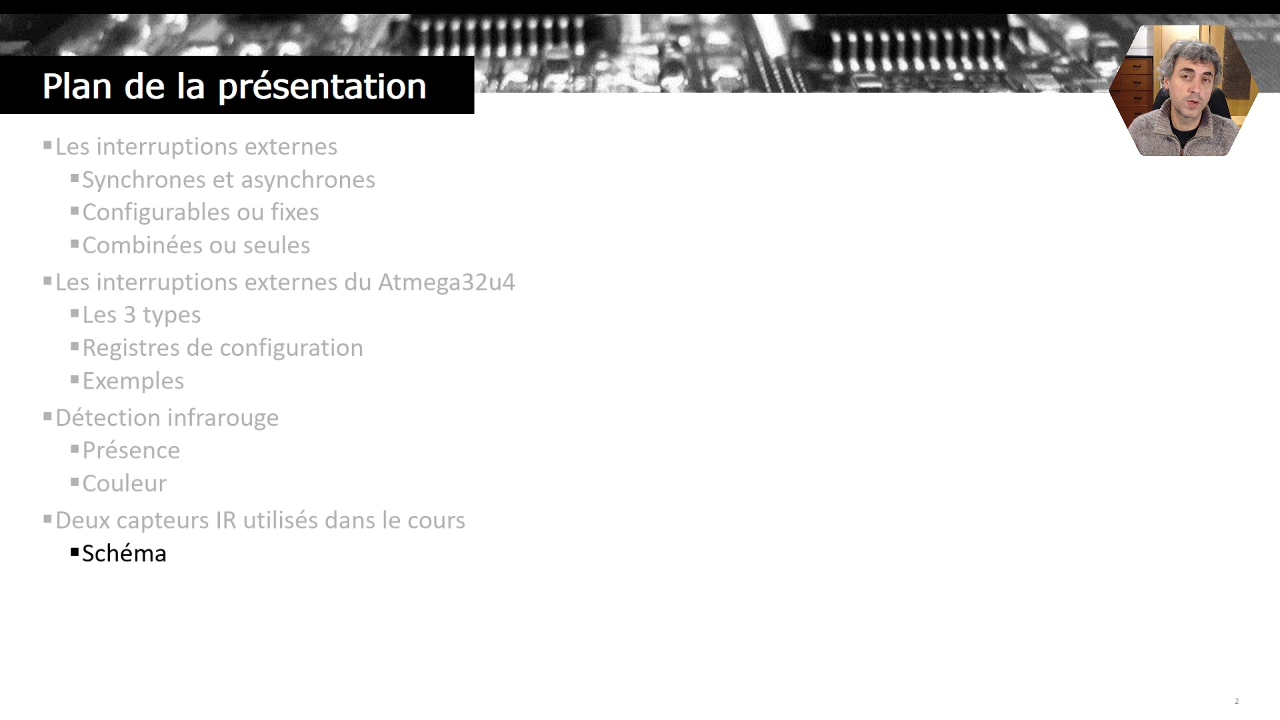 Plan de la présentation
▪Les interruptions externes
▪Synchrones et asynchrones
▪Configurables ou fixes
▪Combinées ou seules
▪Les interruptions externes du Atmega32u4
▪Les 3 types
▪Registres de configuration
▪Exemples
▪Détection infrarouge
▪Présence
▪Couleur
▪Deux capteurs IR utilisés dans le cours
▪Schéma
2